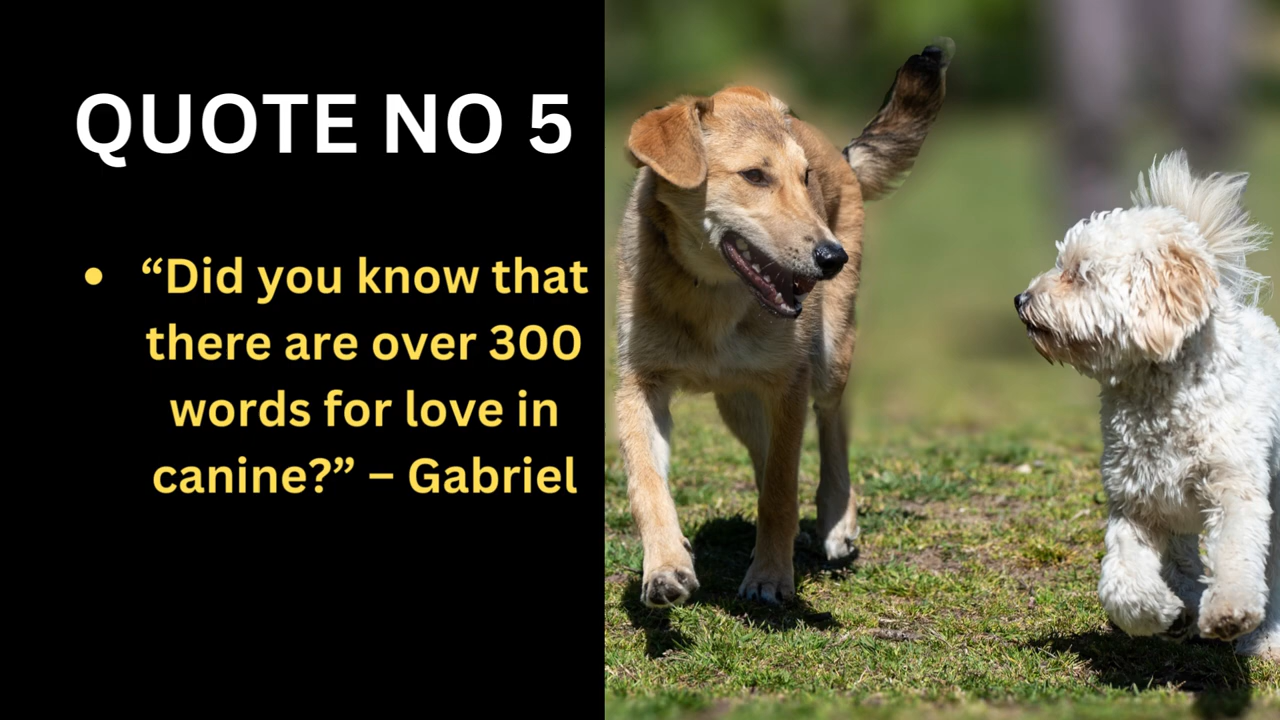 QUOTE NO 5
• “Did you know that
there are over 300
words for love in
canine?” – Gabriel